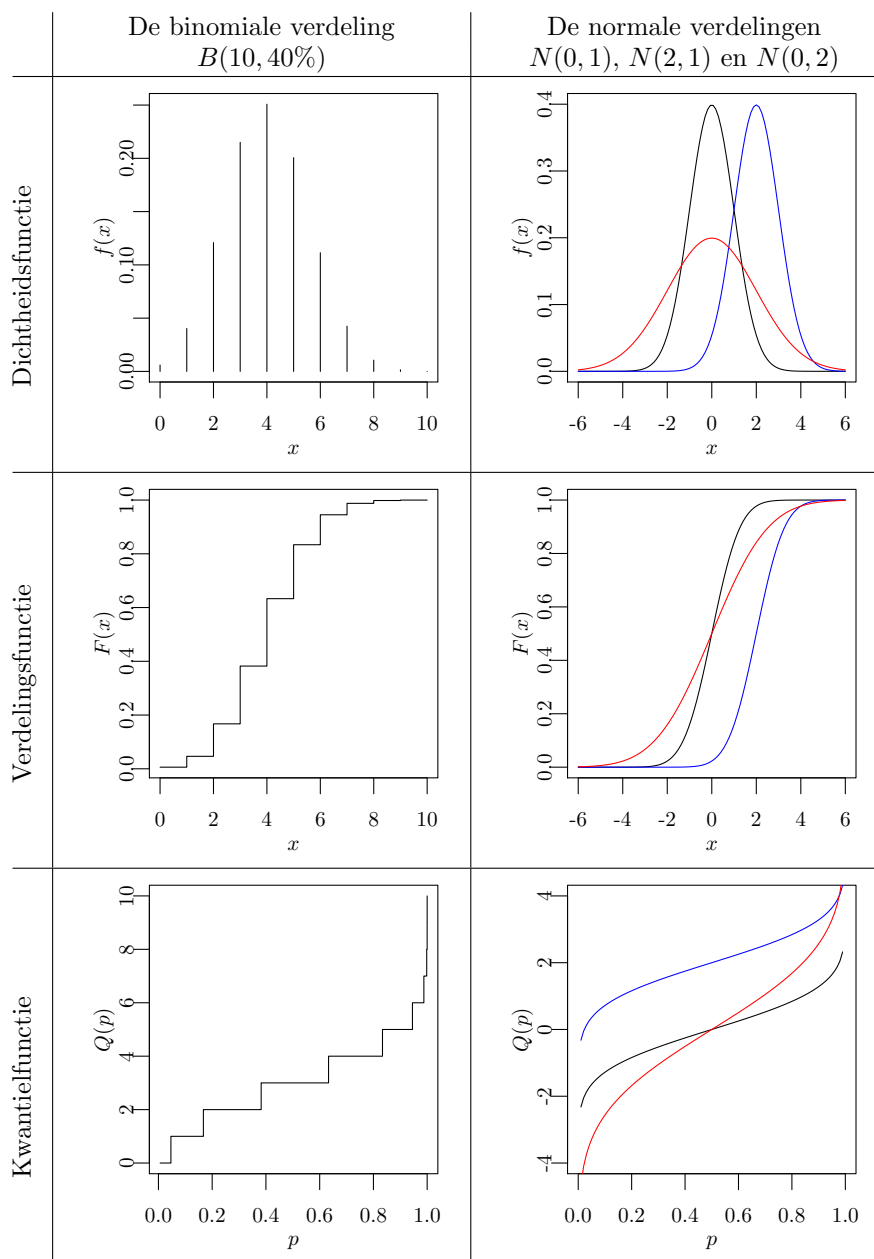 De binomiale verdeling
B(10, 40%)
De normale verdelingen
N(0, 1), N(2, 1) en N(0, 2)
Dichtheidsfunctie
f(x)
0.00 0.10 0.20
0 2 4 6 8 10
x
f(x)
0.0 0.1 0.2 0.3 0.4
-6 -4 -2 0 2 4 6
x
Verdelingsfunctie
F(x)
0.0 0.2 0.4 0.6 0.8 1.0
0 2 4 6 8 10
x
F(x)
0.0 0.2 0.4 0.6 0.8 1.0
-6 -4 -2 0 2 4 6
x
Kwantielfunctie
Q(p)
0 2 4 6 8 10
0.0 0.2 0.4 0.6 0.8 1.0
p
Q(p)
-4 -2 0 2 4
0.0 0.2 0.4 0.6 0.8 1.0
p